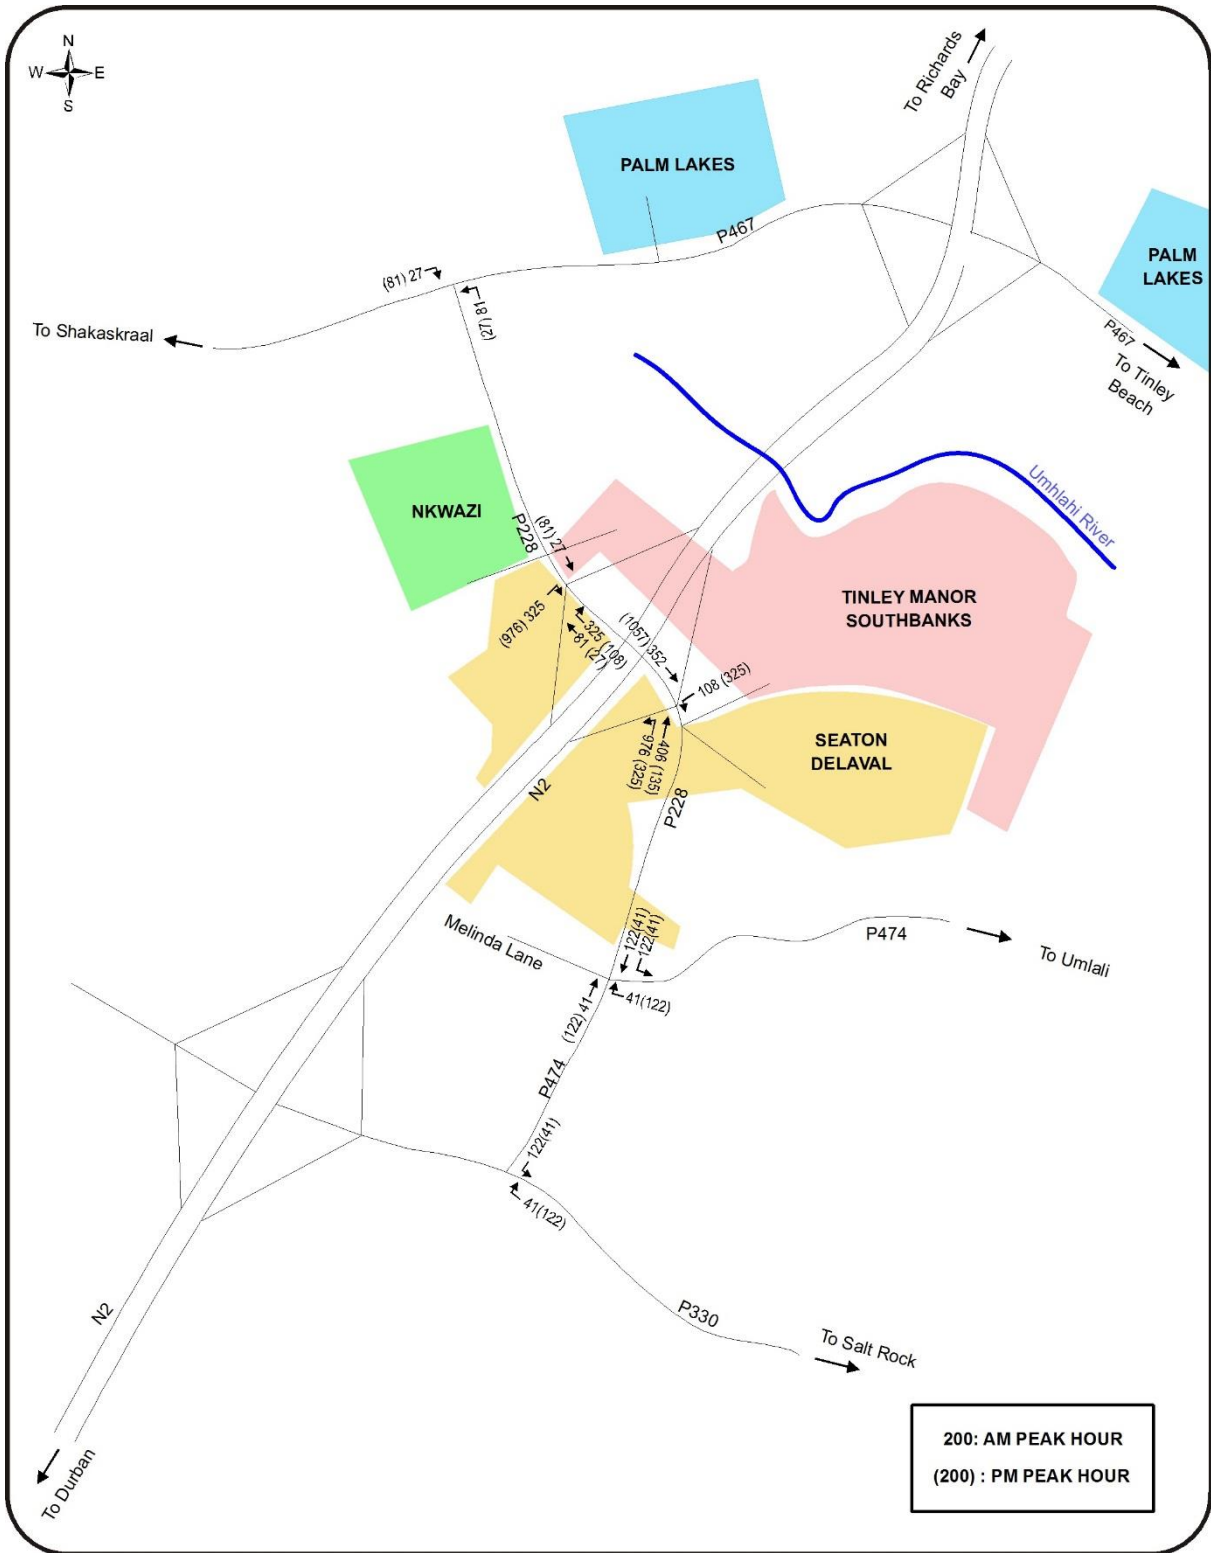 N
W E
S
To Richards
Bay
PALM LAKES
P467
PALM
LAKES
(81) 27
(27) 81
To Shakaskraal
P467
To Tinley
Beach
Umhlahi River
NKWAZI
P228
(81) 27
TINLEY MANOR
SOUTHBANKS
(976) 325
325 (108)
81 (27)
(1057) 352
108 (325)
SEATON
DELAVAL
406 (135)
976 (325)
N2
P228
Melinda Lane
122(41)
122(41)
P474
To Umlali
41(122)
(122) 41
P474
122(41)
41(122)
N2
P330
To Salt Rock
To Durban
200: AM PEAK HOUR
(200) : PM PEAK HOUR